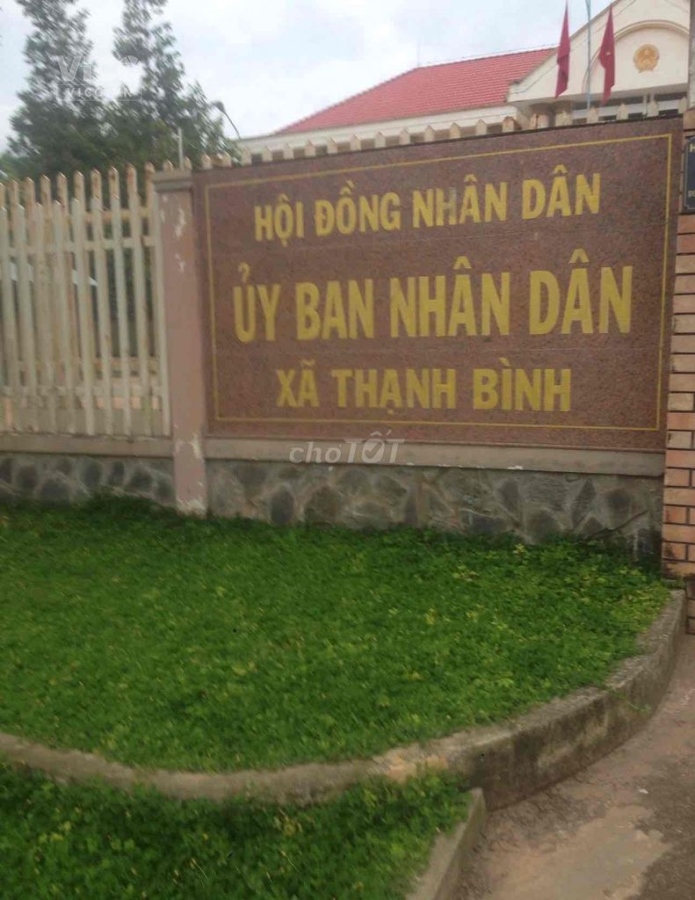 HỘI ĐỒNG NHÂN DÂN
ỦY BAN NHÂN DÂN
XÃ THẠNH BÌNH
choTỐT